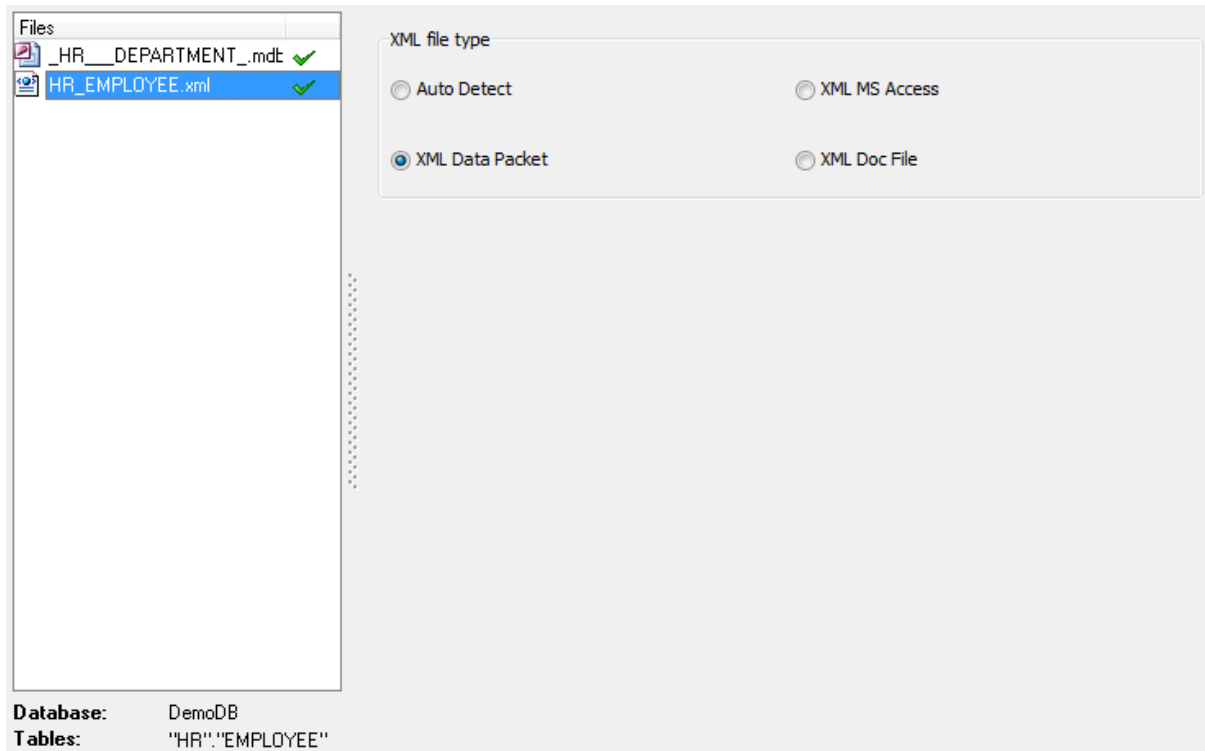 Files
_HR___DEPARTMENT_.mdb
HR_EMPLOYEE.xml
XML file type
Auto Detect
XML MS Access
XML Data Packet
XML Doc File
Database: DemoDB
Tables: "HR"."EMPLOYEE"